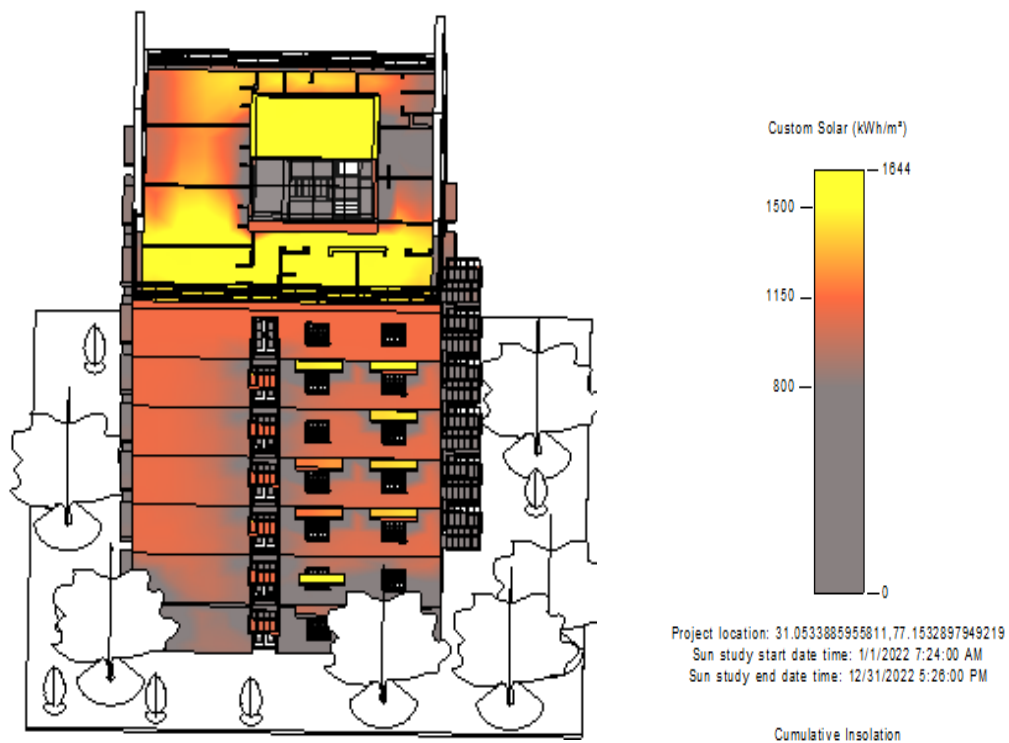 Custom Solar (kWh/m²)
1644
1500
1150
800
0
Project location: 31.0533885955811,77.1532897949219
Sun study start date time: 1/1/2022 7:24:00 AM
Sun study end date time: 12/31/2022 5:26:00 PM
Cumulative Insolation